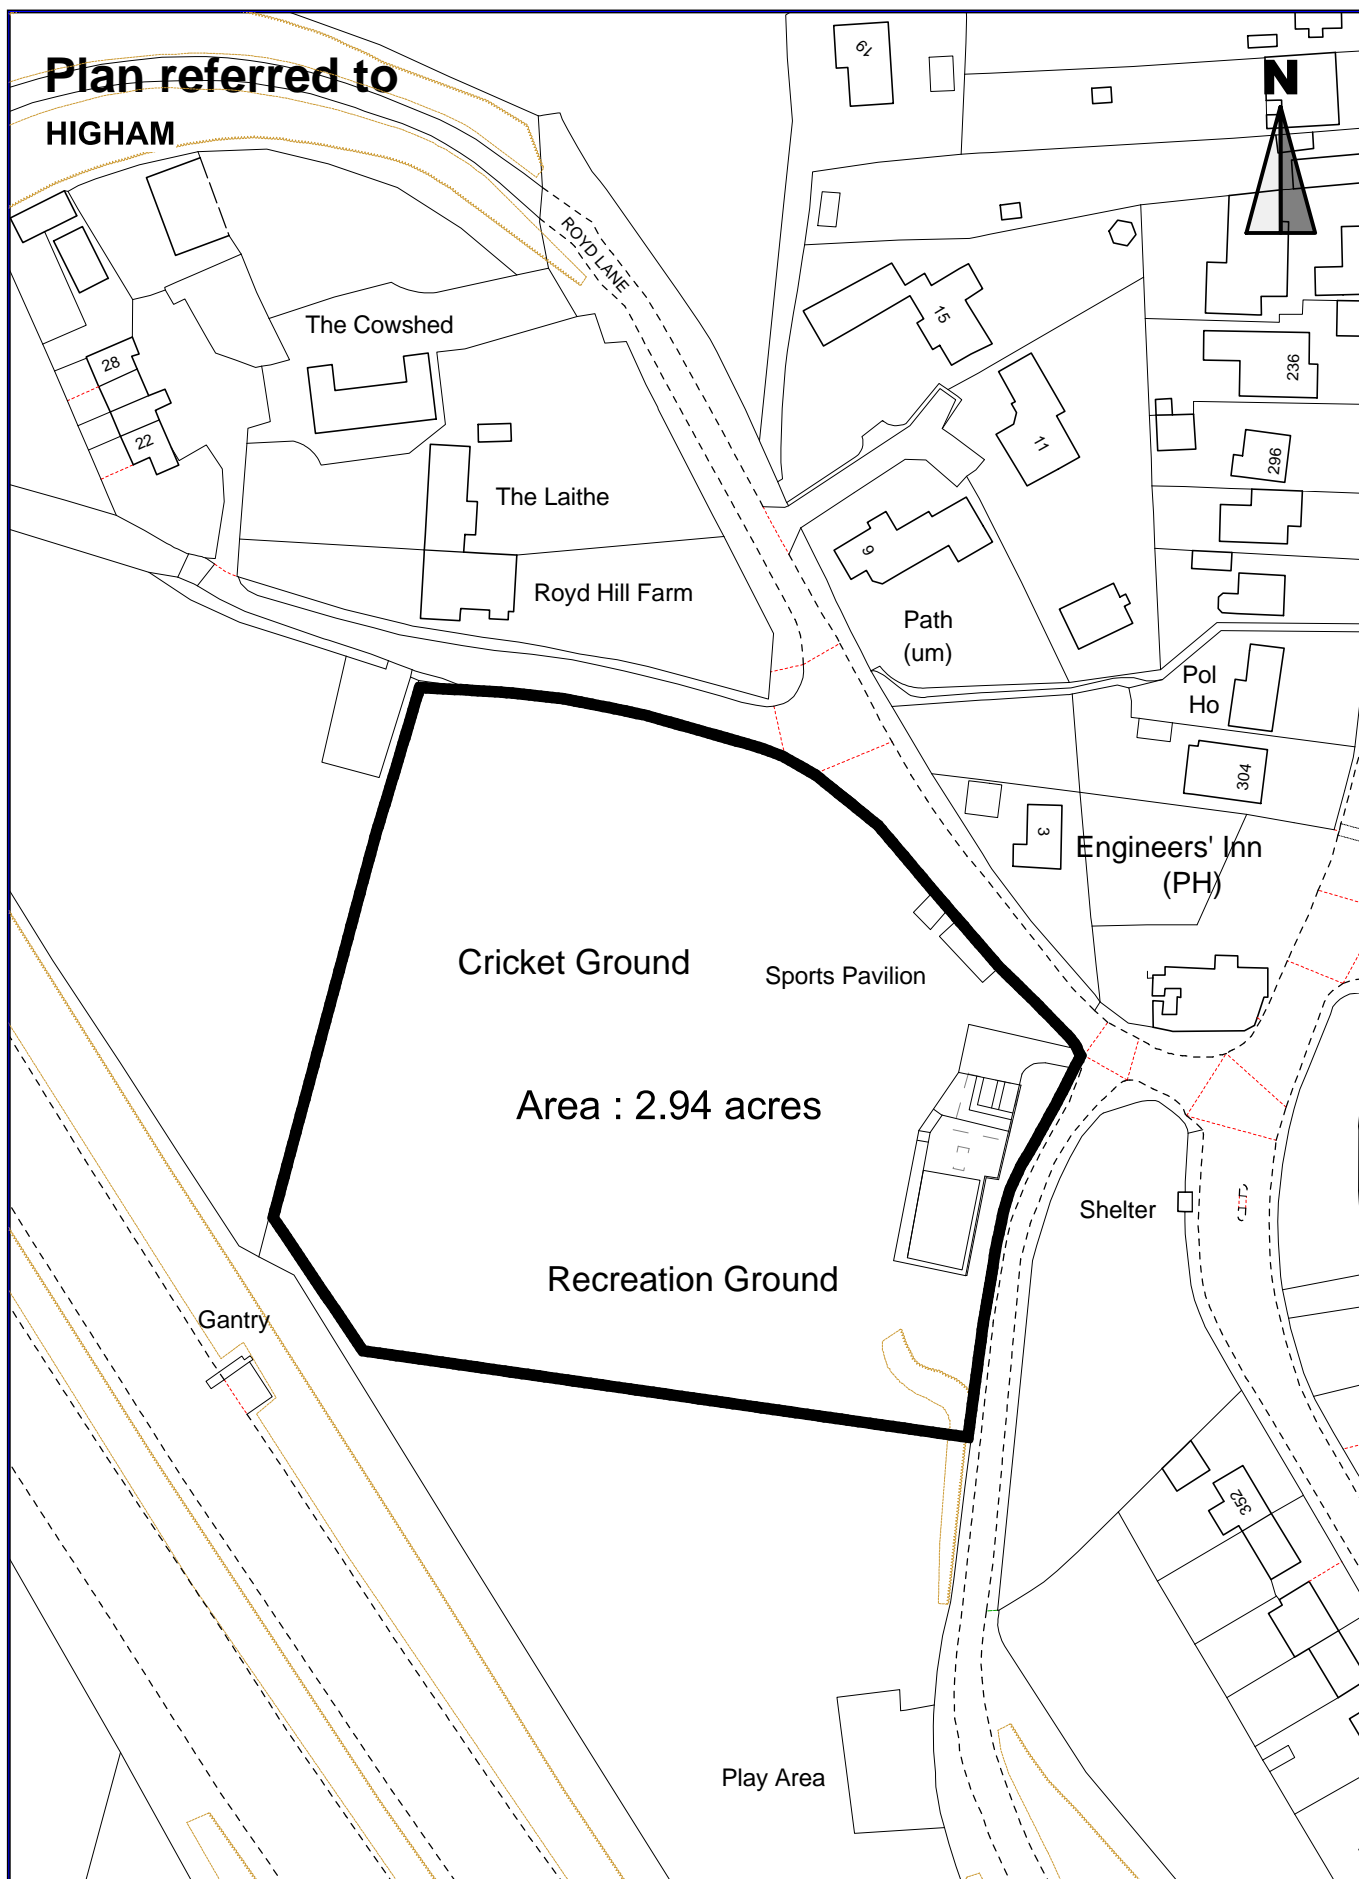 Plan referred to
HIGHAM
N
19
ROYD LANE
The Cowshed
15
28
236
22
11
296
The Laithe
9
Royd Hill Farm
Path
(um)
Pol
Ho
304
3
Engineers' Inn
(PH)
Cricket Ground
Sports Pavilion
Area : 2.94 acres
Shelter
Recreation Ground
Gantry
352
Play Area